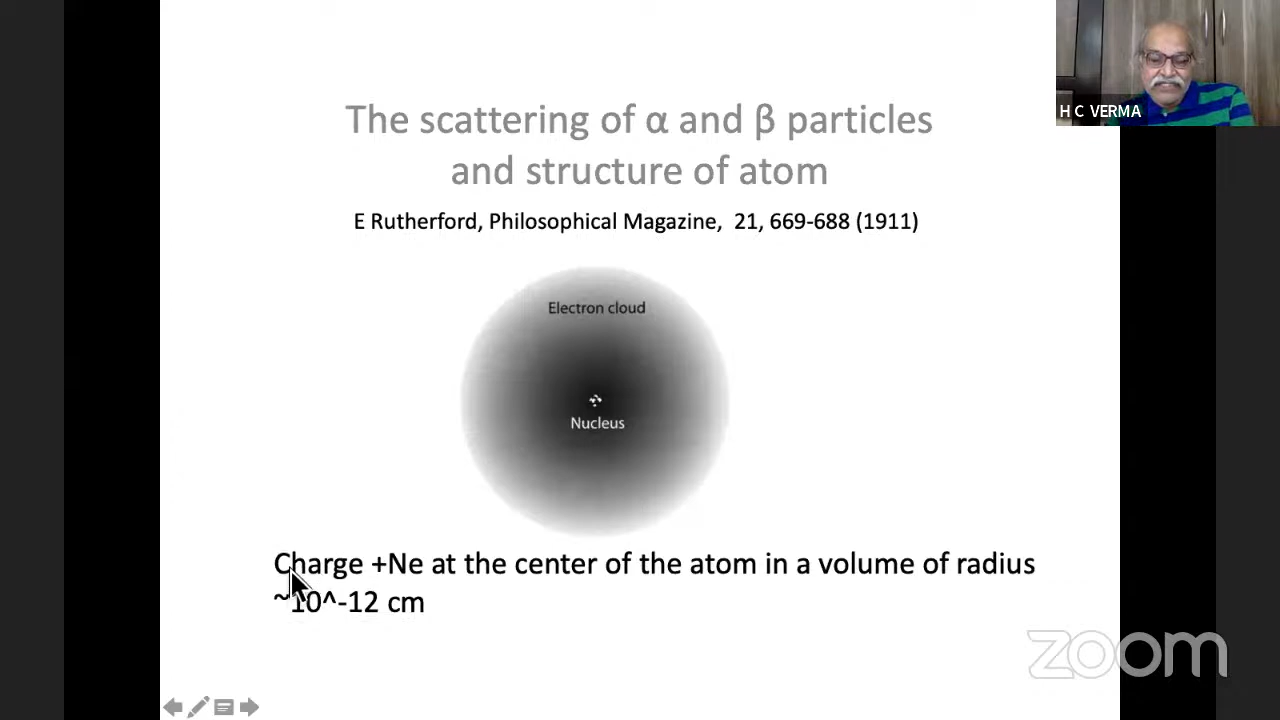 The scattering of α and β particles
and structure of atom
E Rutherford, Philosophical Magazine, 21, 669-688 (1911)
Electron cloud
Nucleus
Charge +Ne at the center of the atom in a volume of radius
~10^-12 cm
H C VERMA
zoom